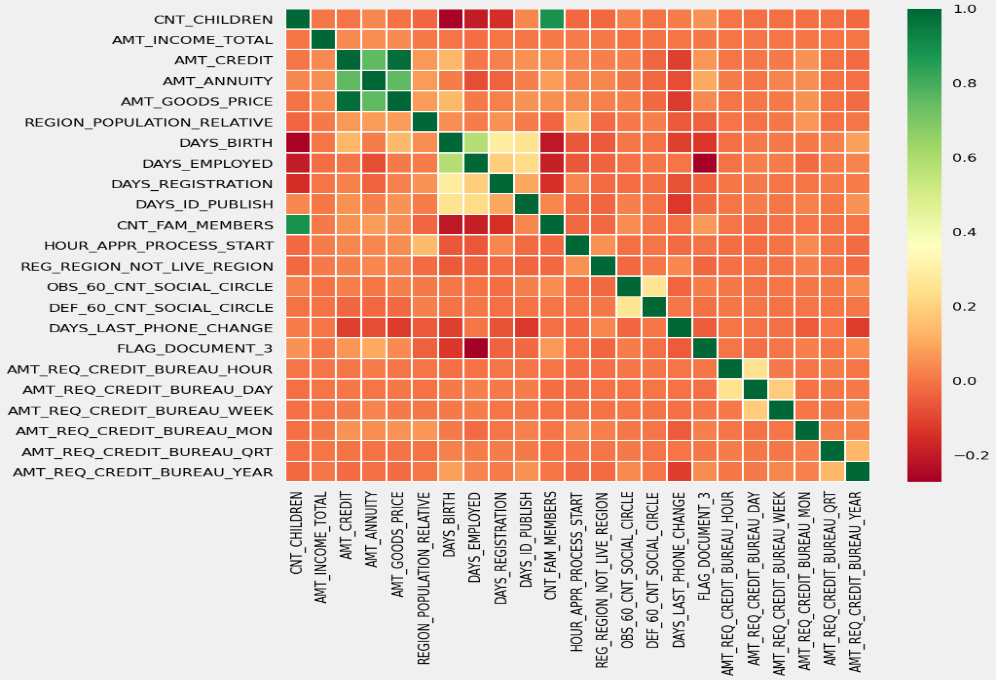 CNT_CHILDREN
AMT_INCOME_TOTAL
AMT_CREDIT
AMT_ANNUITY
AMT_GOODS_PRICE
REGION_POPULATION_RELATIVE
DAYS_BIRTH
DAYS_EMPLOYED
DAYS_REGISTRATION
DAYS_ID_PUBLISH
CNT_FAM_MEMBERS
HOUR_APPR_PROCESS_START
REG_REGION_NOT_LIVE_REGION
OBS_60_CNT_SOCIAL_CIRCLE
DEF_60_CNT_SOCIAL_CIRCLE
DAYS_LAST_PHONE_CHANGE
FLAG_DOCUMENT_3
AMT_REQ_CREDIT_BUREAU_HOUR
AMT_REQ_CREDIT_BUREAU_DAY
AMT_REQ_CREDIT_BUREAU_WEEK
AMT_REQ_CREDIT_BUREAU_MON
AMT_REQ_CREDIT_BUREAU_QRT
AMT_REQ_CREDIT_BUREAU_YEAR
CNT_CHILDREN
AMT_INCOME_TOTAL
AMT_CREDIT
AMT_ANNUITY
AMT_GOODS_PRICE
REGION_POPULATION_RELATIVE
DAYS_BIRTH
DAYS_EMPLOYED
DAYS_REGISTRATION
DAYS_ID_PUBLISH
CNT_FAM_MEMBERS
HOUR_APPR_PROCESS_START
REG_REGION_NOT_LIVE_REGION
OBS_60_CNT_SOCIAL_CIRCLE
DEF_60_CNT_SOCIAL_CIRCLE
DAYS_LAST_PHONE_CHANGE
FLAG_DOCUMENT_3
AMT_REQ_CREDIT_BUREAU_HOUR
AMT_REQ_CREDIT_BUREAU_DAY
AMT_REQ_CREDIT_BUREAU_WEEK
AMT_REQ_CREDIT_BUREAU_MON
AMT_REQ_CREDIT_BUREAU_QRT
AMT_REQ_CREDIT_BUREAU_YEAR
1.0
0.8
0.6
0.4
0.2
0.0
−0.2